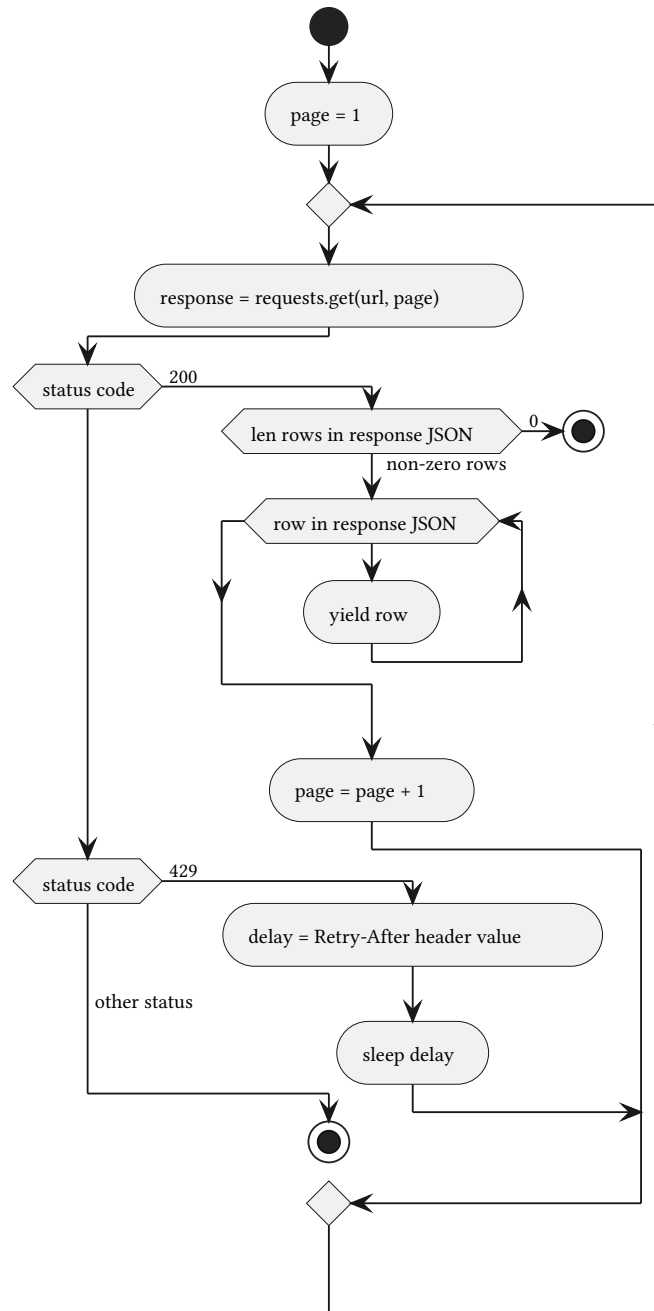 page = 1
response = requests.get(url, page)
status code
200
len rows in response JSON
0
non-zero rows
row in response JSON
yield row
page = page + 1
status code
429
delay = Retry-After header value
other status
sleep delay